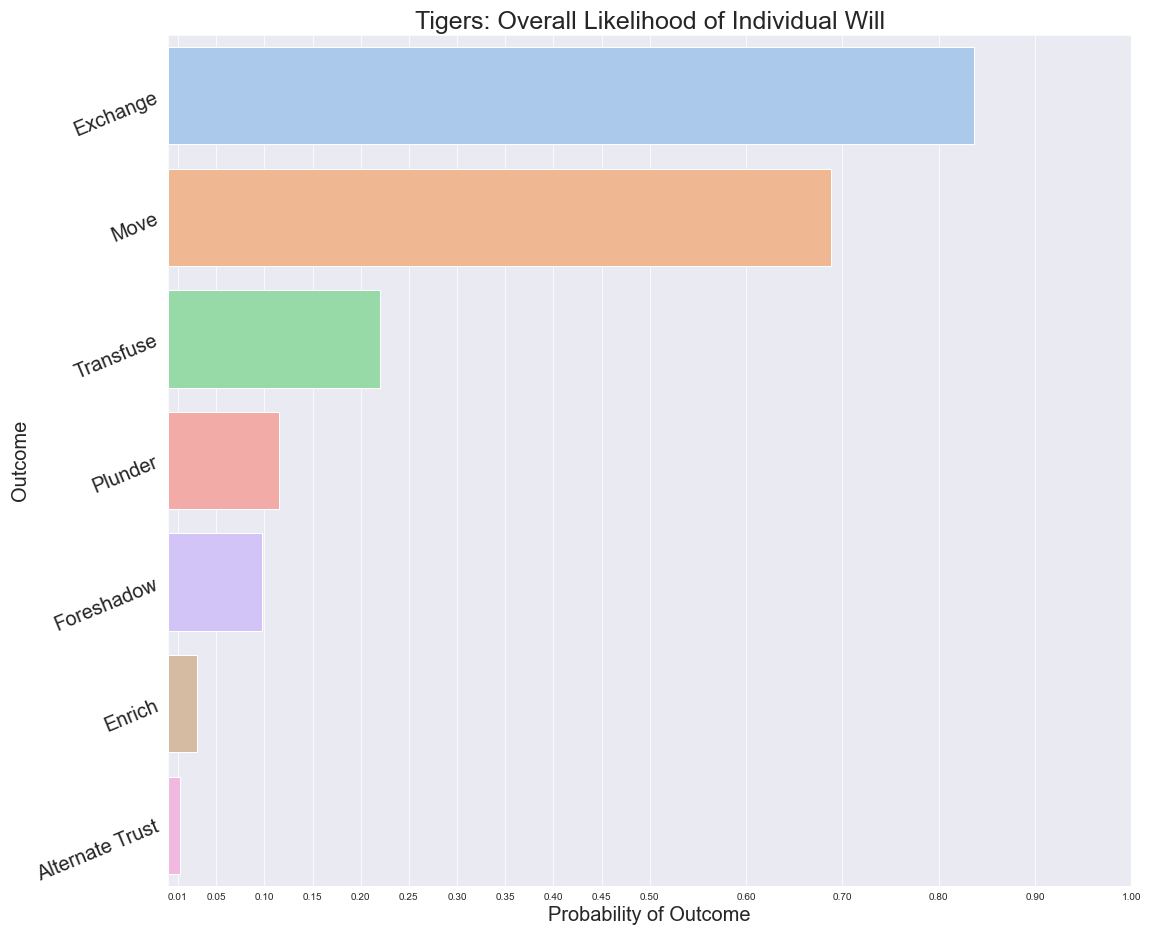 Tigers: Overall Likelihood of Individual Will
Exchange
Move
Transfuse
Plunder
Foreshadow
Enrich
Alternate Trust
Outcome
0.01 0.05 0.10 0.15 0.20 0.25 0.30 0.35 0.40 0.45 0.50 0.60 0.70 0.80 0.90 1.00
Probability of Outcome